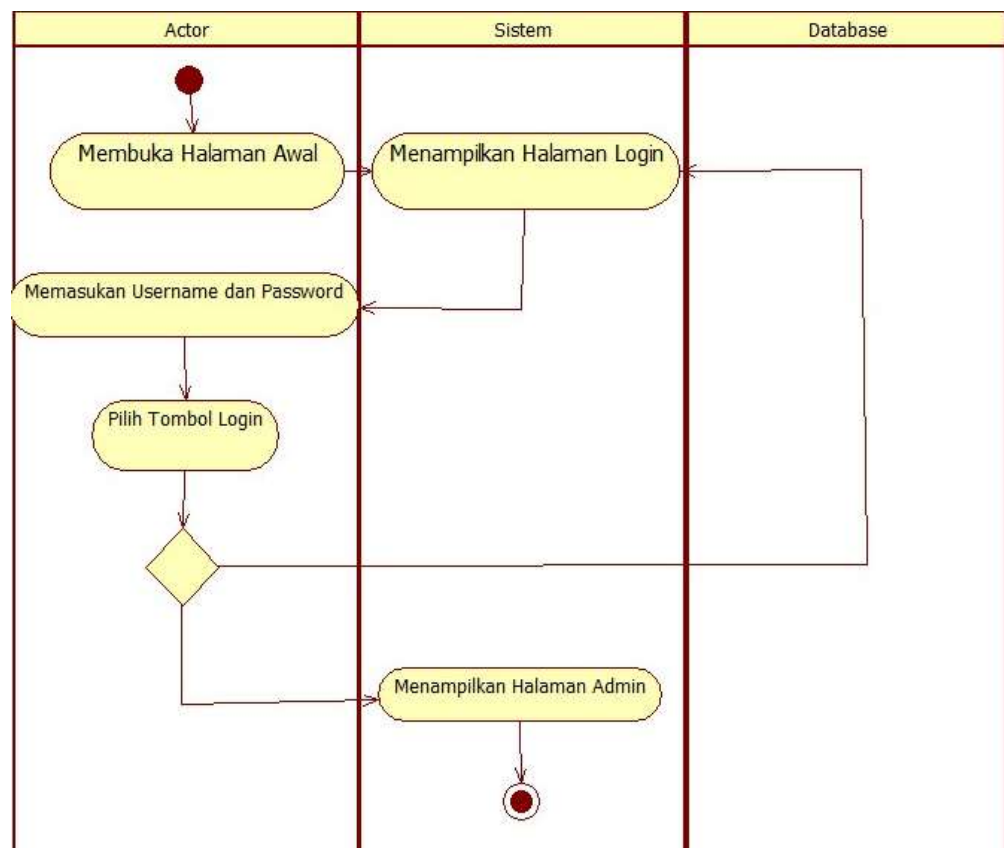 Actor
Sistem
Database
Membuka Halaman Awal
Menampilkan Halaman Login
Memasukan Username dan Password
Pilih Tombol Login
Menampilkan Halaman Admin